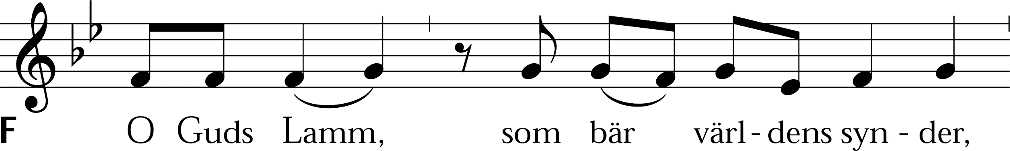 F O Guds Lamm, som bär värl-dens syn-der,